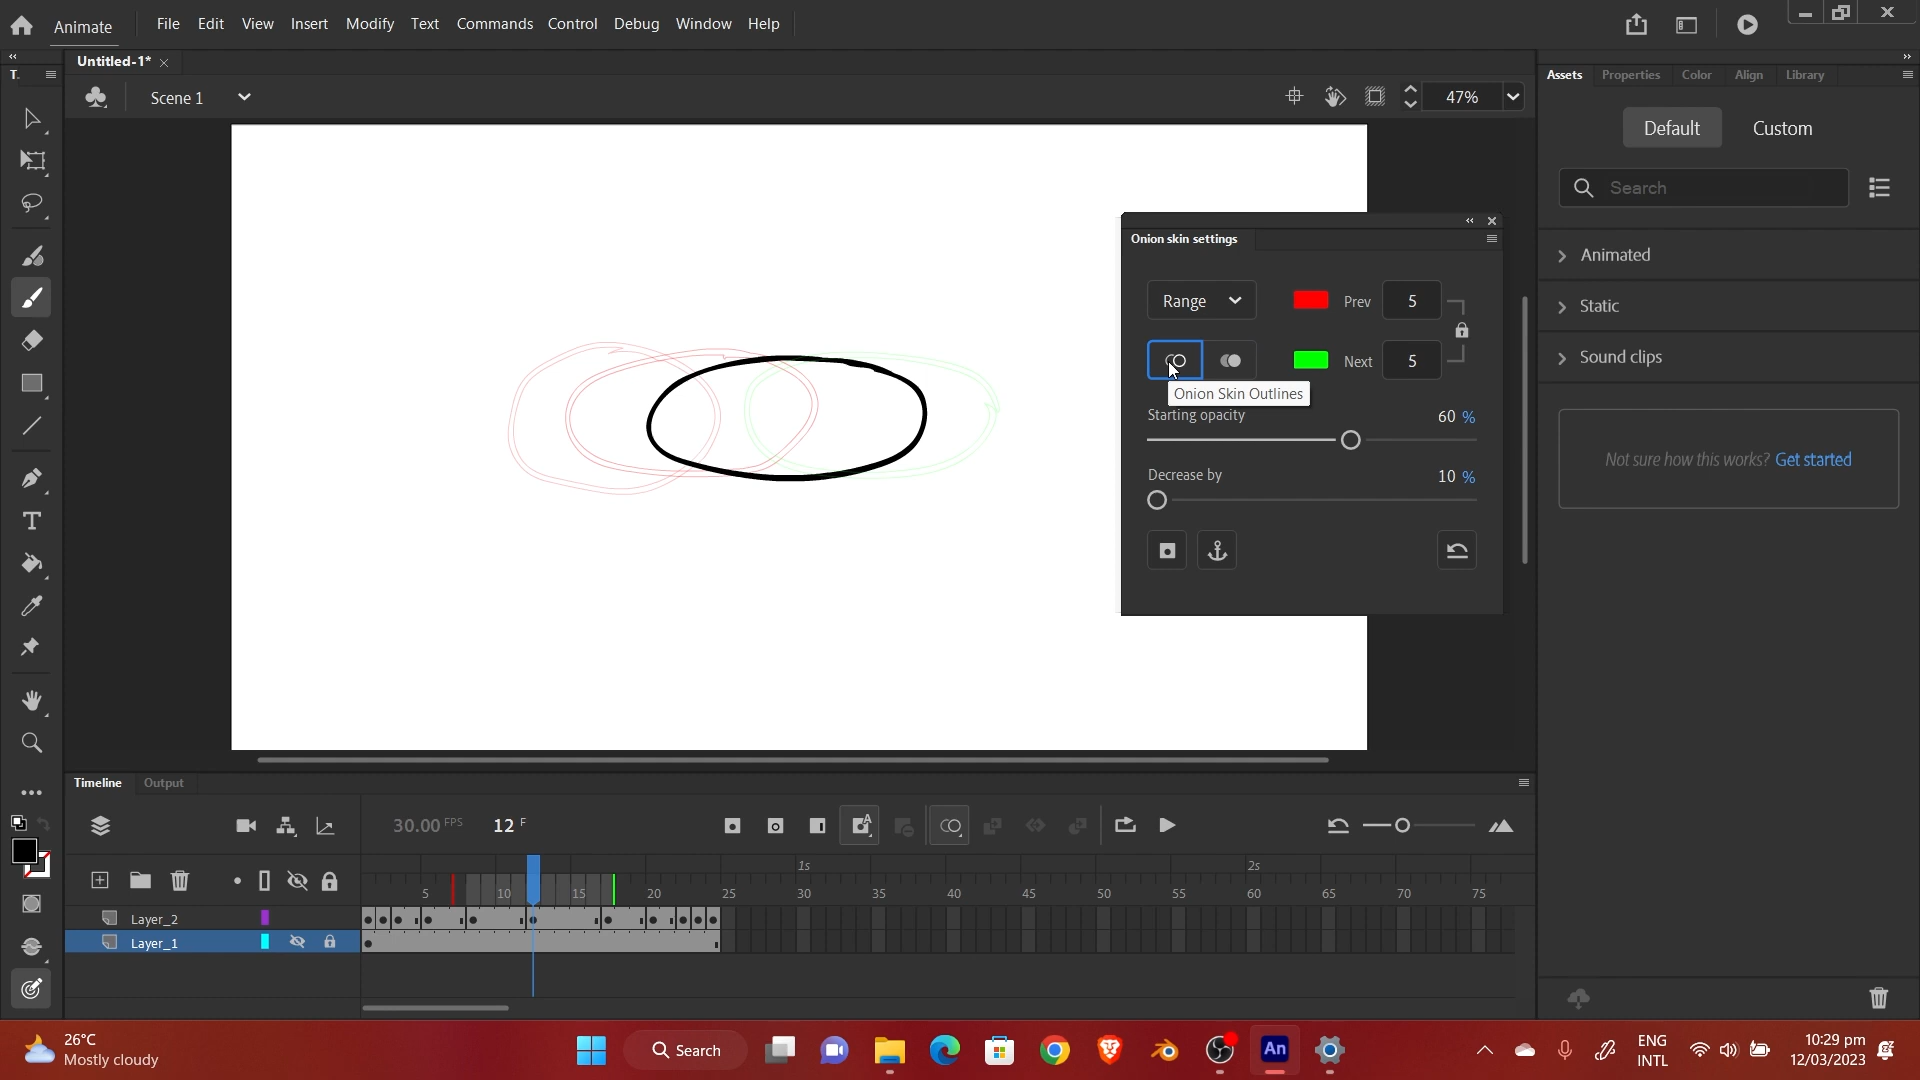 Animate File Edit View Insert Modify Text Commands Control Debug Window Help
Untitled-1*
T.
Scene 1
47%
Assets Properties Color Align Library
Default Custom
Search
Animated
Static
Sound clips
Not sure how this works? Get started
Onion skin settings
Range Prev 5
Next 5
Onion Skin Outlines
Starting opacity 60 %
Decrease by 10 %
Timeline Output
30.00 FPS 12 F
1s 2s
5 10 15 20 25 30 35 40 45 50 55 60 65 70 75
Layer_2
Layer_1
26°C
Mostly cloudy
Search
An
ENG
INTL
10:29 pm
12/03/2023